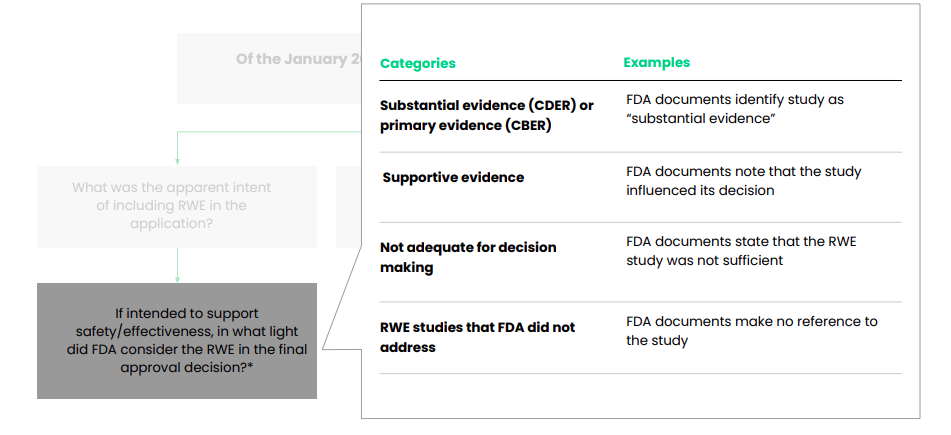 Of the January 2
What was the apparent intent
of including RWE in the
application?
If intended to support
safety/effectiveness, in what light
did FDA consider the RWE in the final
approval decision?*
Categories
Examples
Substantial evidence (CDER) or
primary evidence (CBER)
FDA documents identify study as
“substantial evidence”
Supportive evidence
FDA documents note that the study
influenced its decision
Not adequate for decision
making
FDA documents state that the RWE
study was not sufficient
RWE studies that FDA did not
address
FDA documents make no reference to
the study